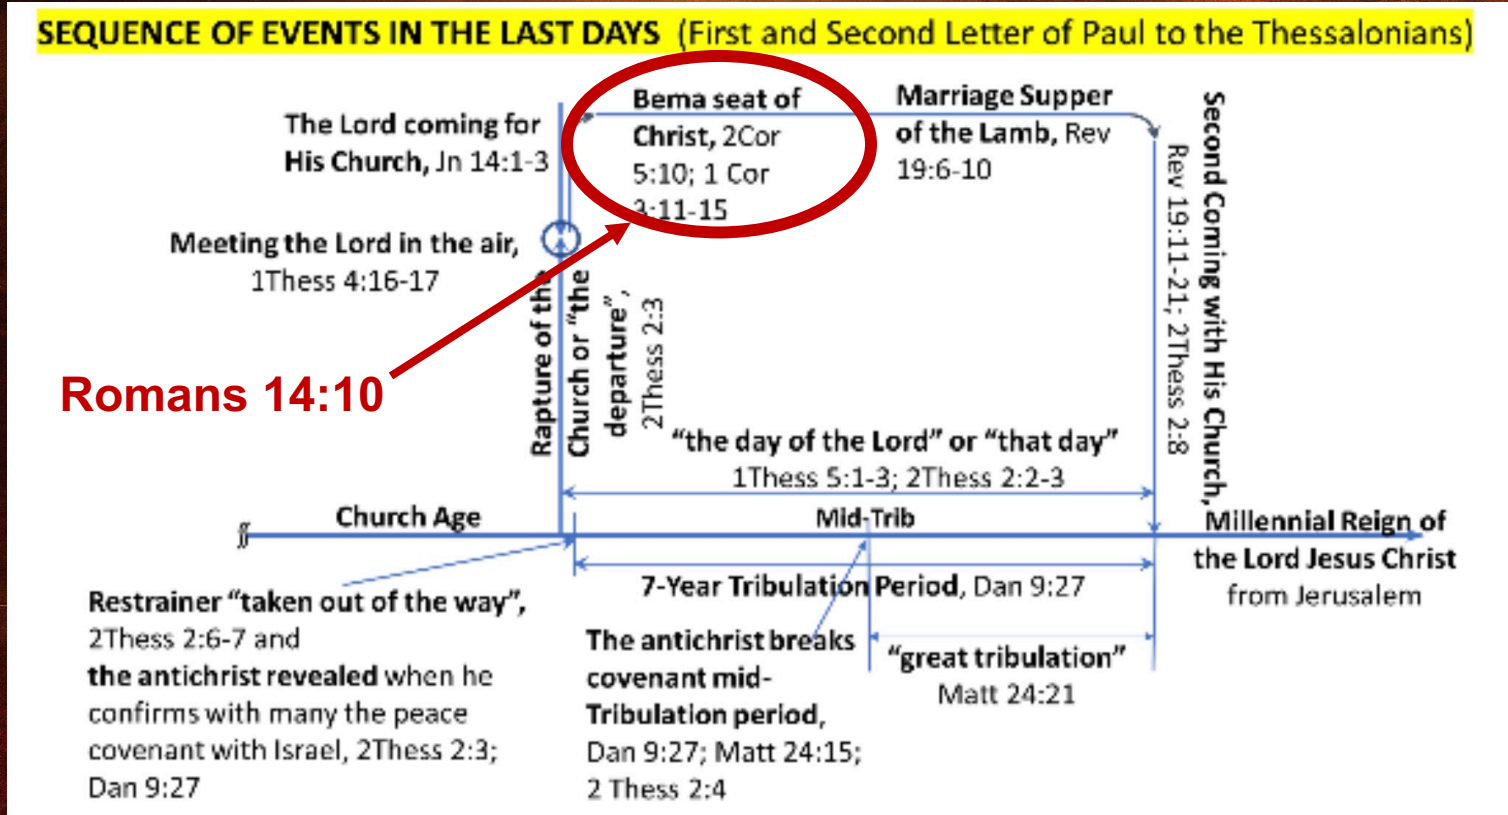 SEQUENCE OF EVENTS IN THE LAST DAYS (First and Second Letter of Paul to the Thessalonians)
The Lord coming for
His Church, Jn 14:1-3
Bema seat of
Christ, 2Cor
5:10; 1 Cor
3:11-15
Marriage Supper
of the Lamb, Rev
19:6-10
Second Coming with His Church,
Rev 19:11-21; 2Thess 2:8
Meeting the Lord in the air,
1Thess 4:16-17
Rapture of the
Church or “the
departure”,
2Thess 2:3
Romans 14:10
“the day of the Lord” or “that day”
1Thess 5:1-3; 2Thess 2:2-3
Church Age
Mid-Trib
Millennial Reign of
the Lord Jesus Christ
from Jerusalem
7-Year Tribulation Period, Dan 9:27
Restrainer “taken out of the way”,
2Thess 2:6-7 and
the antichrist revealed when he
confirms with many the peace
covenant with Israel, 2Thess 2:3;
Dan 9:27
The antichrist breaks
covenant mid-
Tribulation period,
Dan 9:27; Matt 24:15;
2 Thess 2:4
“great tribulation”
Matt 24:21